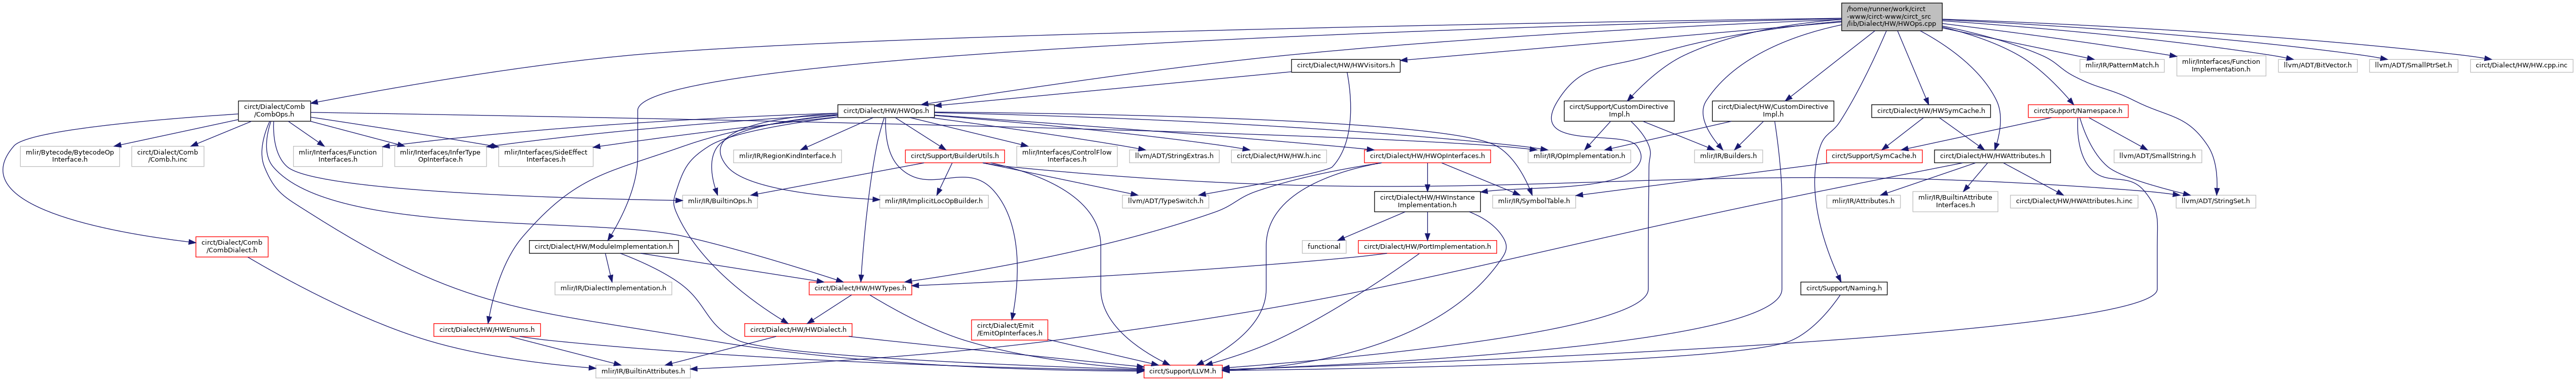 /home/runner/work/circt
-www/circt-www/circt_src
/lib/Dialect/HW/HWOps.cpp
circt/Dialect/HW/HWVisitors.h
mlir/IR/PatternMatch.h
mlir/Interfaces/Function
Implementation.h
llvm/ADT/BitVector.h
llvm/ADT/SmallPtrSet.h
circt/Dialect/HW/HW.cpp.inc
circt/Dialect/Comb
/CombOps.h
circt/Dialect/HW/HWOps.h
circt/Support/CustomDirective
Impl.h
circt/Dialect/HW/CustomDirective
Impl.h
circt/Dialect/HW/HWSymCache.h
circt/Support/Namespace.h
mlir/Bytecode/BytecodeOp
Interface.h
circt/Dialect/Comb
/Comb.h.inc
mlir/Interfaces/Function
Interfaces.h
mlir/Interfaces/InferType
OpInterface.h
mlir/Interfaces/SideEffect
Interfaces.h
mlir/IR/RegionKindInterface.h
circt/Support/BuilderUtils.h
mlir/Interfaces/ControlFlow
Interfaces.h
llvm/ADT/StringExtras.h
circt/Dialect/HW/HW.h.inc
circt/Dialect/HW/HWOpInterfaces.h
mlir/IR/OpImplementation.h
mlir/IR/Builders.h
circt/Support/SymCache.h
circt/Dialect/HW/HWAttributes.h
llvm/ADT/SmallString.h
mlir/IR/BuiltinOps.h
mlir/IR/ImplicitLocOpBuilder.h
llvm/ADT/TypeSwitch.h
circt/Dialect/HW/HWInstance
Implementation.h
mlir/IR/SymbolTable.h
mlir/IR/Attributes.h
mlir/IR/BuiltinAttribute
Interfaces.h
circt/Dialect/HW/HWAttributes.h.inc
llvm/ADT/StringSet.h
circt/Dialect/Comb
/CombDialect.h
circt/Dialect/HW/ModuleImplementation.h
functional
circt/Dialect/HW/PortImplementation.h
mlir/IR/DialectImplementation.h
circt/Dialect/HW/HWTypes.h
circt/Support/Naming.h
circt/Dialect/HW/HWEnums.h
circt/Dialect/HW/HWDialect.h
circt/Dialect/Emit
/EmitOpInterfaces.h
mlir/IR/BuiltinAttributes.h
circt/Support/LLVM.h